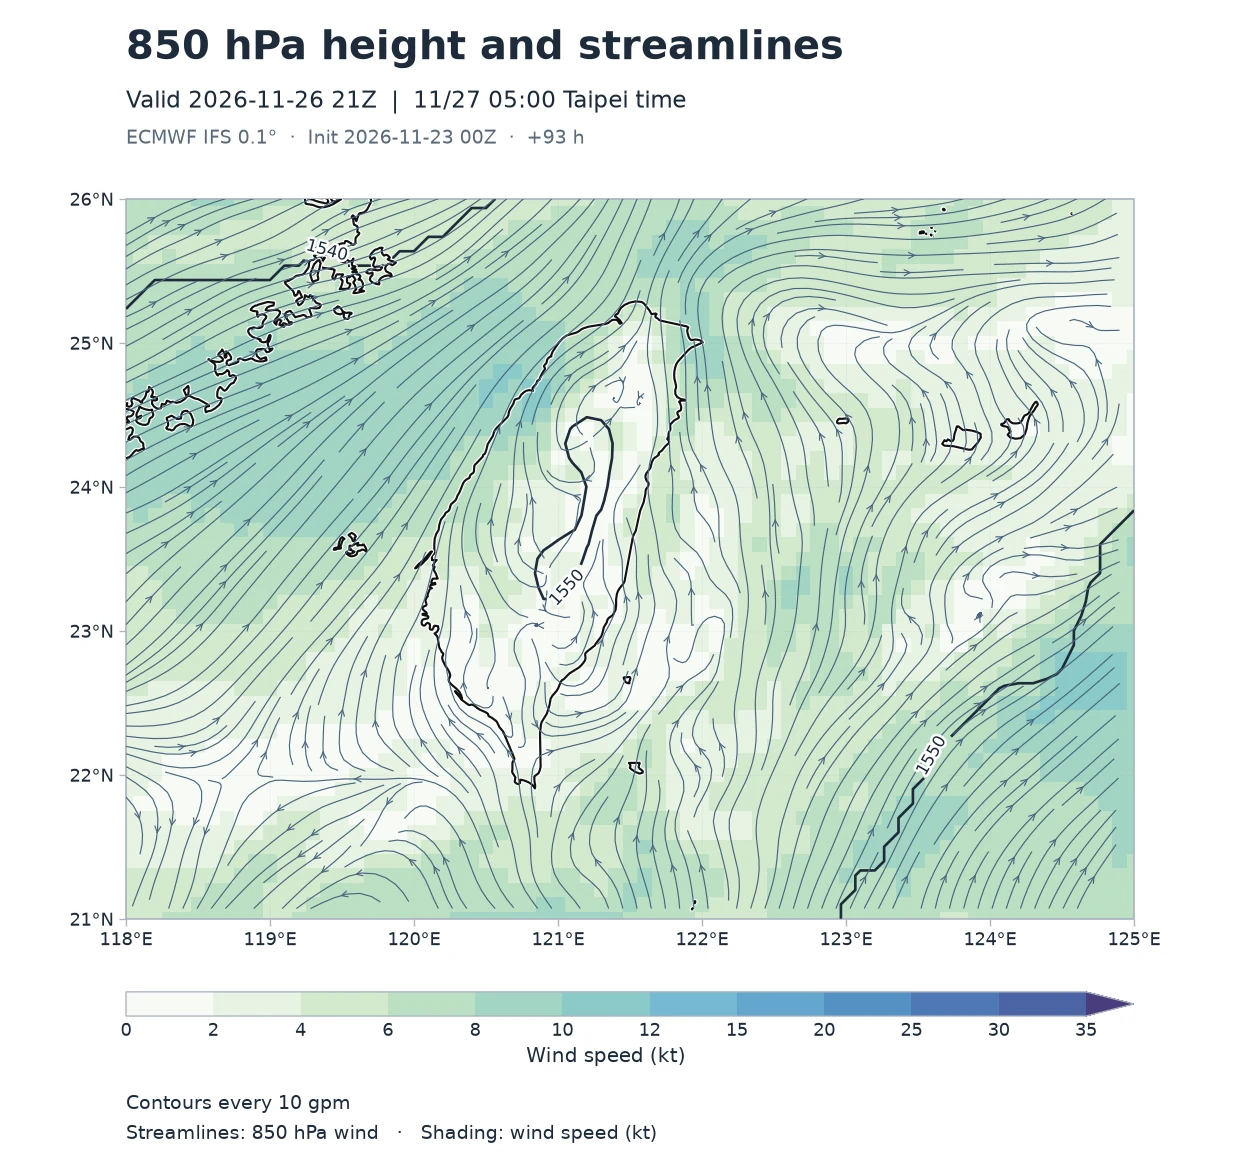 850 hPa height and streamlines
Valid 2026-11-26 21Z | 11/27 05:00 Taipei time
ECMWF IFS 0.1° · Init 2026-11-23 00Z · +93 h
26°N
1540
25°N
24°N
1550
23°N
1550
22°N
21°N
118°E 119°E 120°E 121°E 122°E 123°E 124°E 125°E
0 2 4 6 8 10 12 15 20 25 30 35
Wind speed (kt)
Contours every 10 gpm
Streamlines: 850 hPa wind · Shading: wind speed (kt)